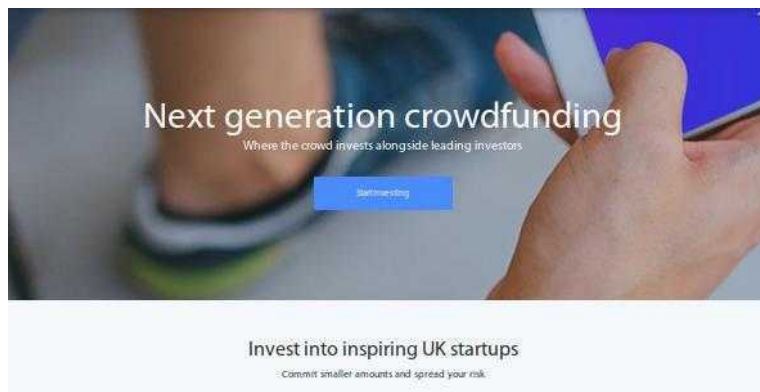 Next generation crowdfunding
Where the crowd invests alongside leading investors
Start investing
Invest into inspiring UK startups
Commit smaller amounts and spread your risk